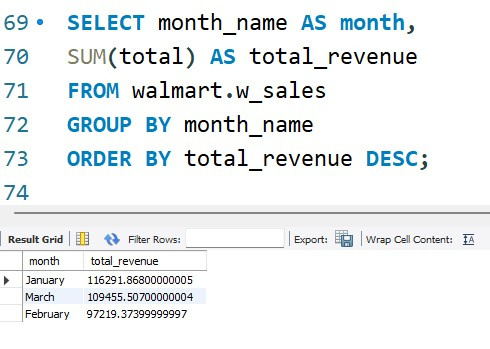 69 SELECT month_name AS month,
70 SUM(total) AS total_revenue
71 FROM walmart.w_sales
72 GROUP BY month_name
73 ORDER BY total_revenue DESC;
74
Result Grid Filter Rows: Export: Wrap Cell Content:
month total_revenue
January 116291.86800000005
March 109455.50700000004
February 97219.37399999997